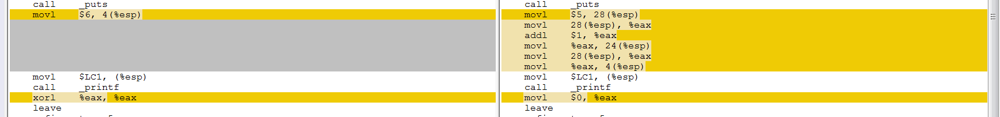 call _puts
movl $6, 4(%esp)
movl $LC1, (%esp)
call _printf
xorl %eax, %eax
leave
call _puts
movl $5, 28(%esp)
movl 28(%esp), %eax
addl $1, %eax
movl %eax, 24(%esp)
movl 28(%esp), %eax
movl %eax, 4(%esp)
movl $LC1, (%esp)
call _printf
movl $0, %eax
leave